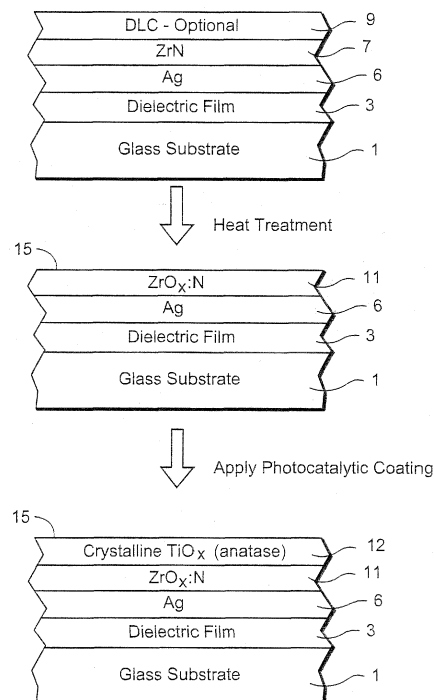 DLC - Optional 9
ZrN 7
Ag 6
Dielectric Film 3
Glass Substrate 1
Heat Treatment
15
ZrOx:N 11
Ag 6
Dielectric Film 3
Glass Substrate 1
Apply Photocatalytic Coating
15
Crystalline TiOx (anatase) 12
ZrOx:N 11
Ag 6
Dielectric Film 3
Glass Substrate 1